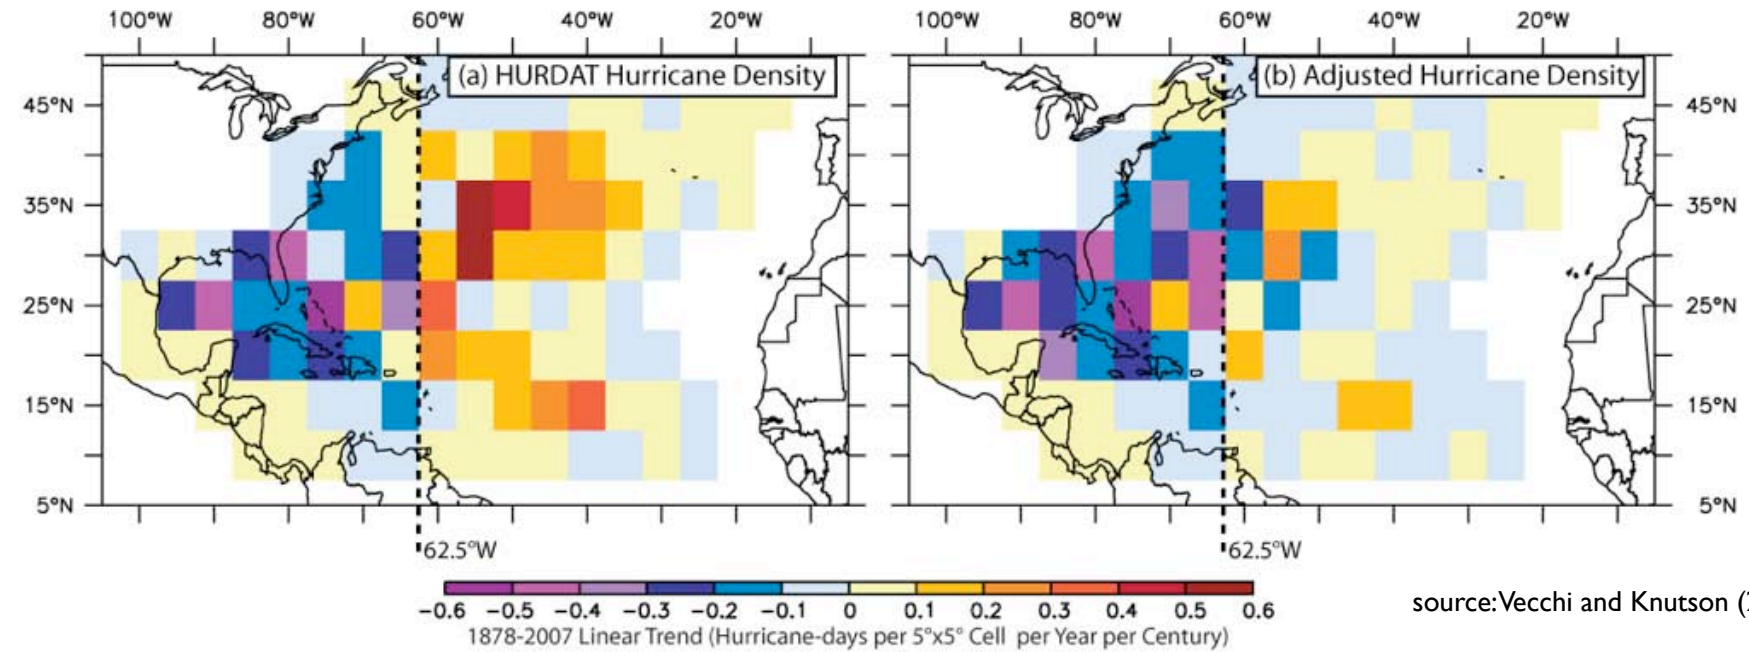 100°W 80°W 60°W 40°W 20°W 100°W 80°W 60°W 40°W 20°W
(a) HURDAT Hurricane Density (b) Adjusted Hurricane Density
45°N 45°N
35°N 35°N
25°N 25°N
15°N 15°N
5°N 5°N
62.5°W 62.5°W
-0.6 -0.5 -0.4 -0.3 -0.2 -0.1 0 0.1 0.2 0.3 0.4 0.5 0.6
source:Vecchi and Knutson (
1878-2007 Linear Trend (Hurricane-days per 5°x5° Cell per Year per Century)